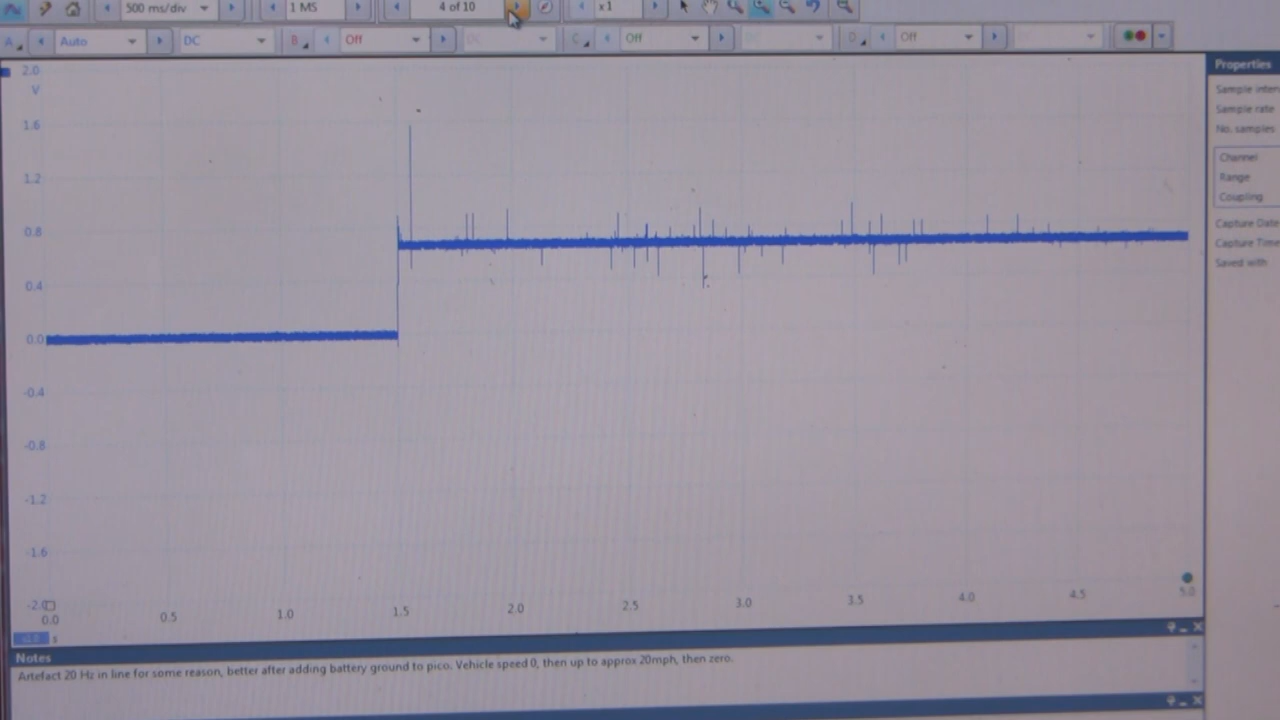 500 ms/div 1 MS 4 of 10 x1
A Auto DC B Off C Off D Off
2.0
V
1.6
1.2
0.8
0.4
0.0
-0.4
-0.8
-1.2
-1.6
-2.0
0.0 0.5 1.0 1.5 2.0 2.5 3.0 3.5 4.0 4.5 5.0
s
Properties
Sample inter
Sample rate
No. samples
Channel
Range
Coupling
Capture Date
Capture Time
Saved with
Notes
Artefact 20 Hz in line for some reason, better after adding battery ground to pico. Vehicle speed 0, then up to approx 20mph, then zero.